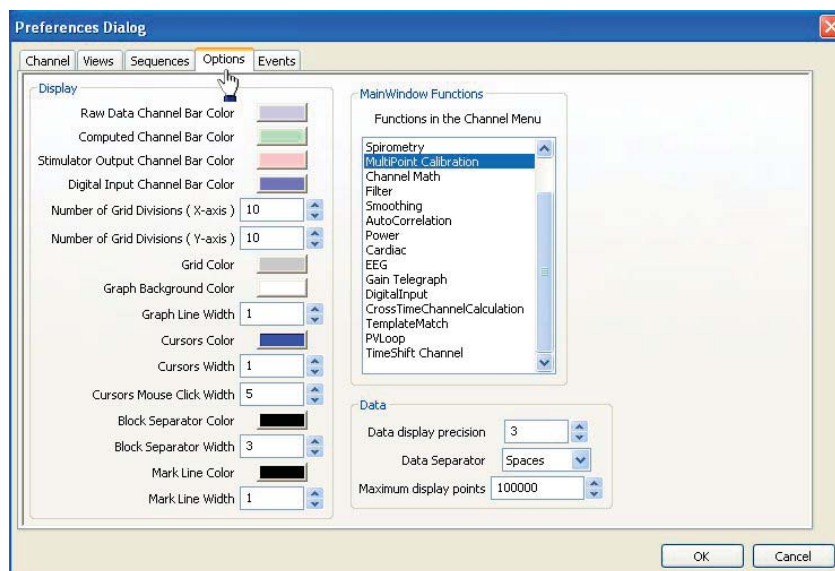 Preferences Dialog
Channel Views Sequences Options Events
Display
Raw Data Channel Bar Color
Computed Channel Bar Color
Stimulator Output Channel Bar Color
Digital Input Channel Bar Color
Number of Grid Divisions ( X-axis ) 10
Number of Grid Divisions ( Y-axis ) 10
Grid Color
Graph Background Color
Graph Line Width 1
Cursors Color
Cursors Width 1
Cursors Mouse Click Width 5
Block Separator Color
Block Separator Width 3
Mark Line Color
Mark Line Width 1
MainWindow Functions
Functions in the Channel Menu
Spirometry
MultiPoint Calibration
Channel Math
Filter
Smoothing
AutoCorrelation
Power
Cardiac
EEG
Gain Telegraph
DigitalInput
CrossTimeChannelCalculation
TemplateMatch
PVLoop
TimeShift Channel
Data
Data display precision 3
Data Separator Spaces
Maximum display points 100000
OK Cancel